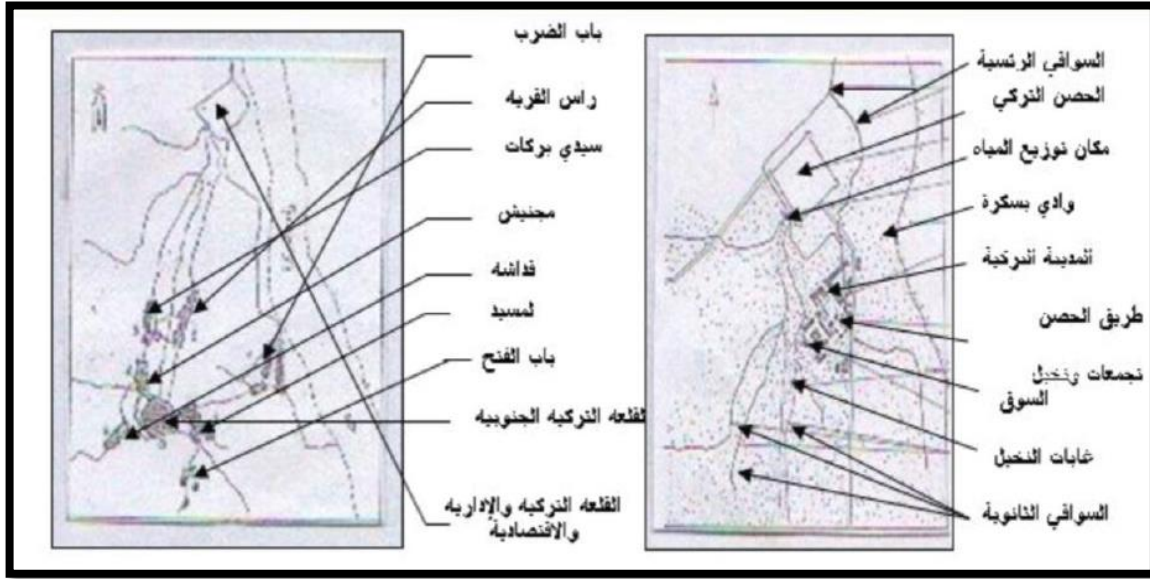 السواقي الرئسية
الحصن التركي
مكان توزيع المياه
وادي بسكرة
المدينة التركية
طريق الحصن
تجمعات ونخيل
السوق
غابات النخيل
السواقي الثانوية
باب الضرب
راس القريه
سيدي بركات
مجنيش
قداشه
لمسيد
باب الفتح
القلعه التركيه الجنوبيه
القلعه التركيه والإداريه
والاقتصادية